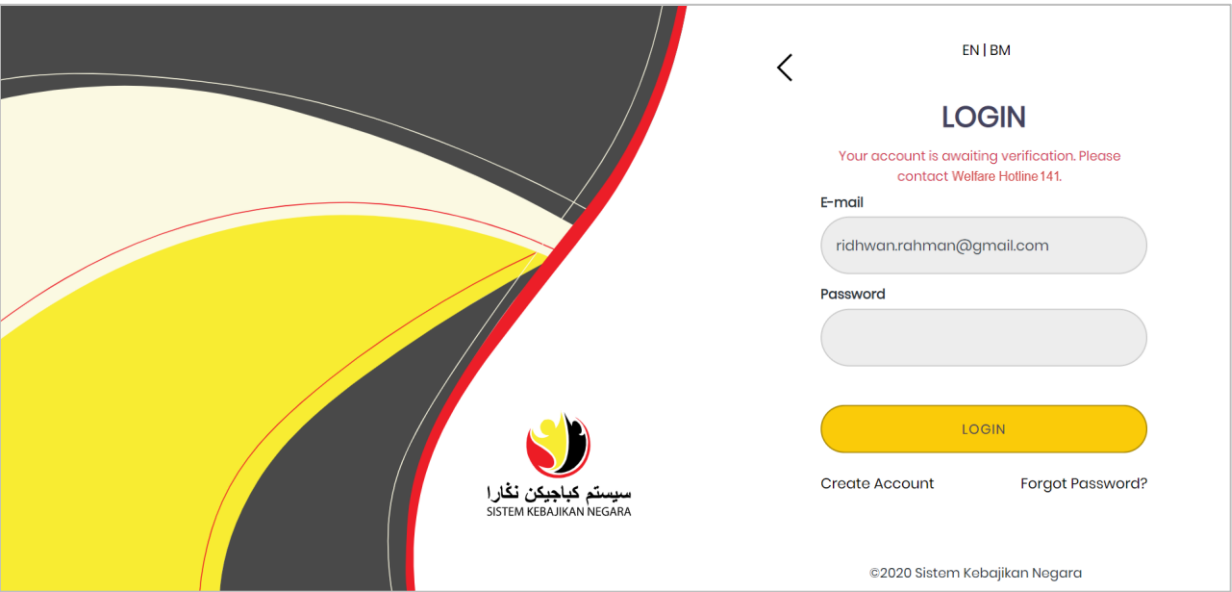 EN | BM
LOGIN
Your account is awaiting verification. Please
contact Welfare Hotline 141.
E-mail
ridhwan.rahman@gmail.com
Password
LOGIN
Create Account Forgot Password?
سيستم كباجيكن نݢارا
SISTEM KEBAJIKAN NEGARA
©2020 Sistem Kebajikan Negara